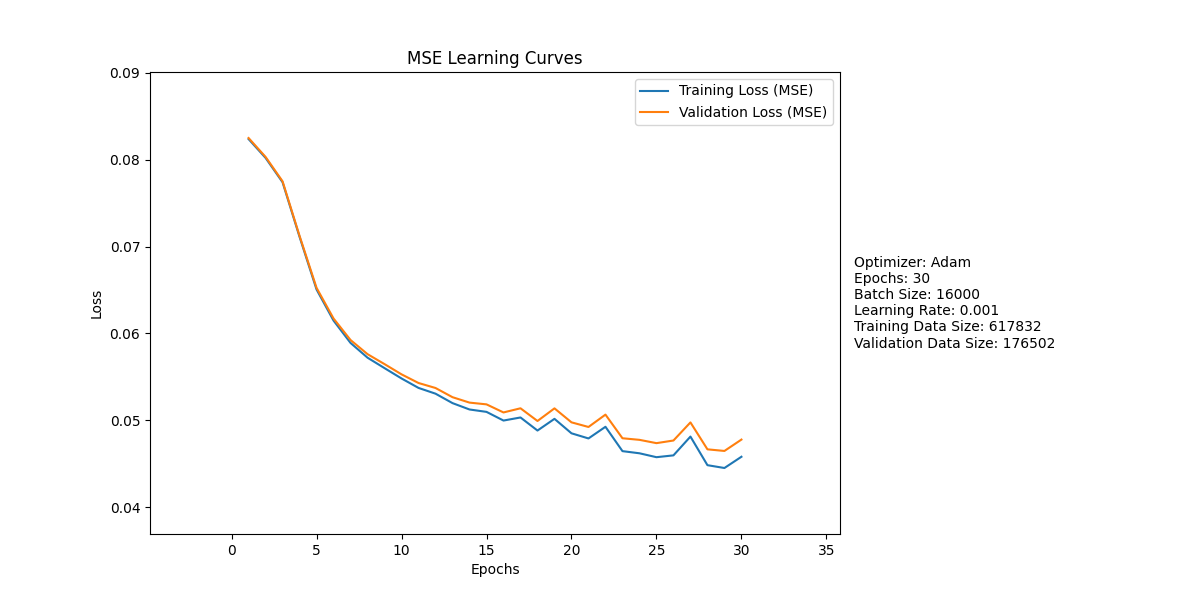 MSE Learning Curves
Training Loss (MSE)
Validation Loss (MSE)
0.09
0.08
0.07
0.06
0.05
0.04
Loss
0 5 10 15 20 25 30 35
Epochs
Optimizer: Adam
Epochs: 30
Batch Size: 16000
Learning Rate: 0.001
Training Data Size: 617832
Validation Data Size: 176502